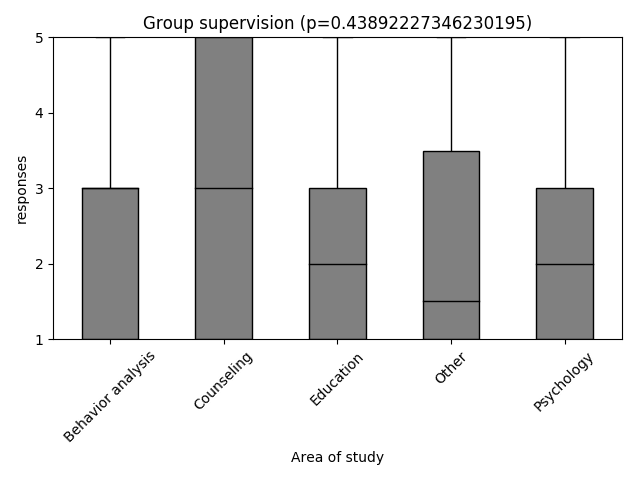 Group supervision (p=0.43892227346230195)
5
4
3
2
1
responses
Behavior analysis
Counseling
Education
Other
Psychology
Area of study